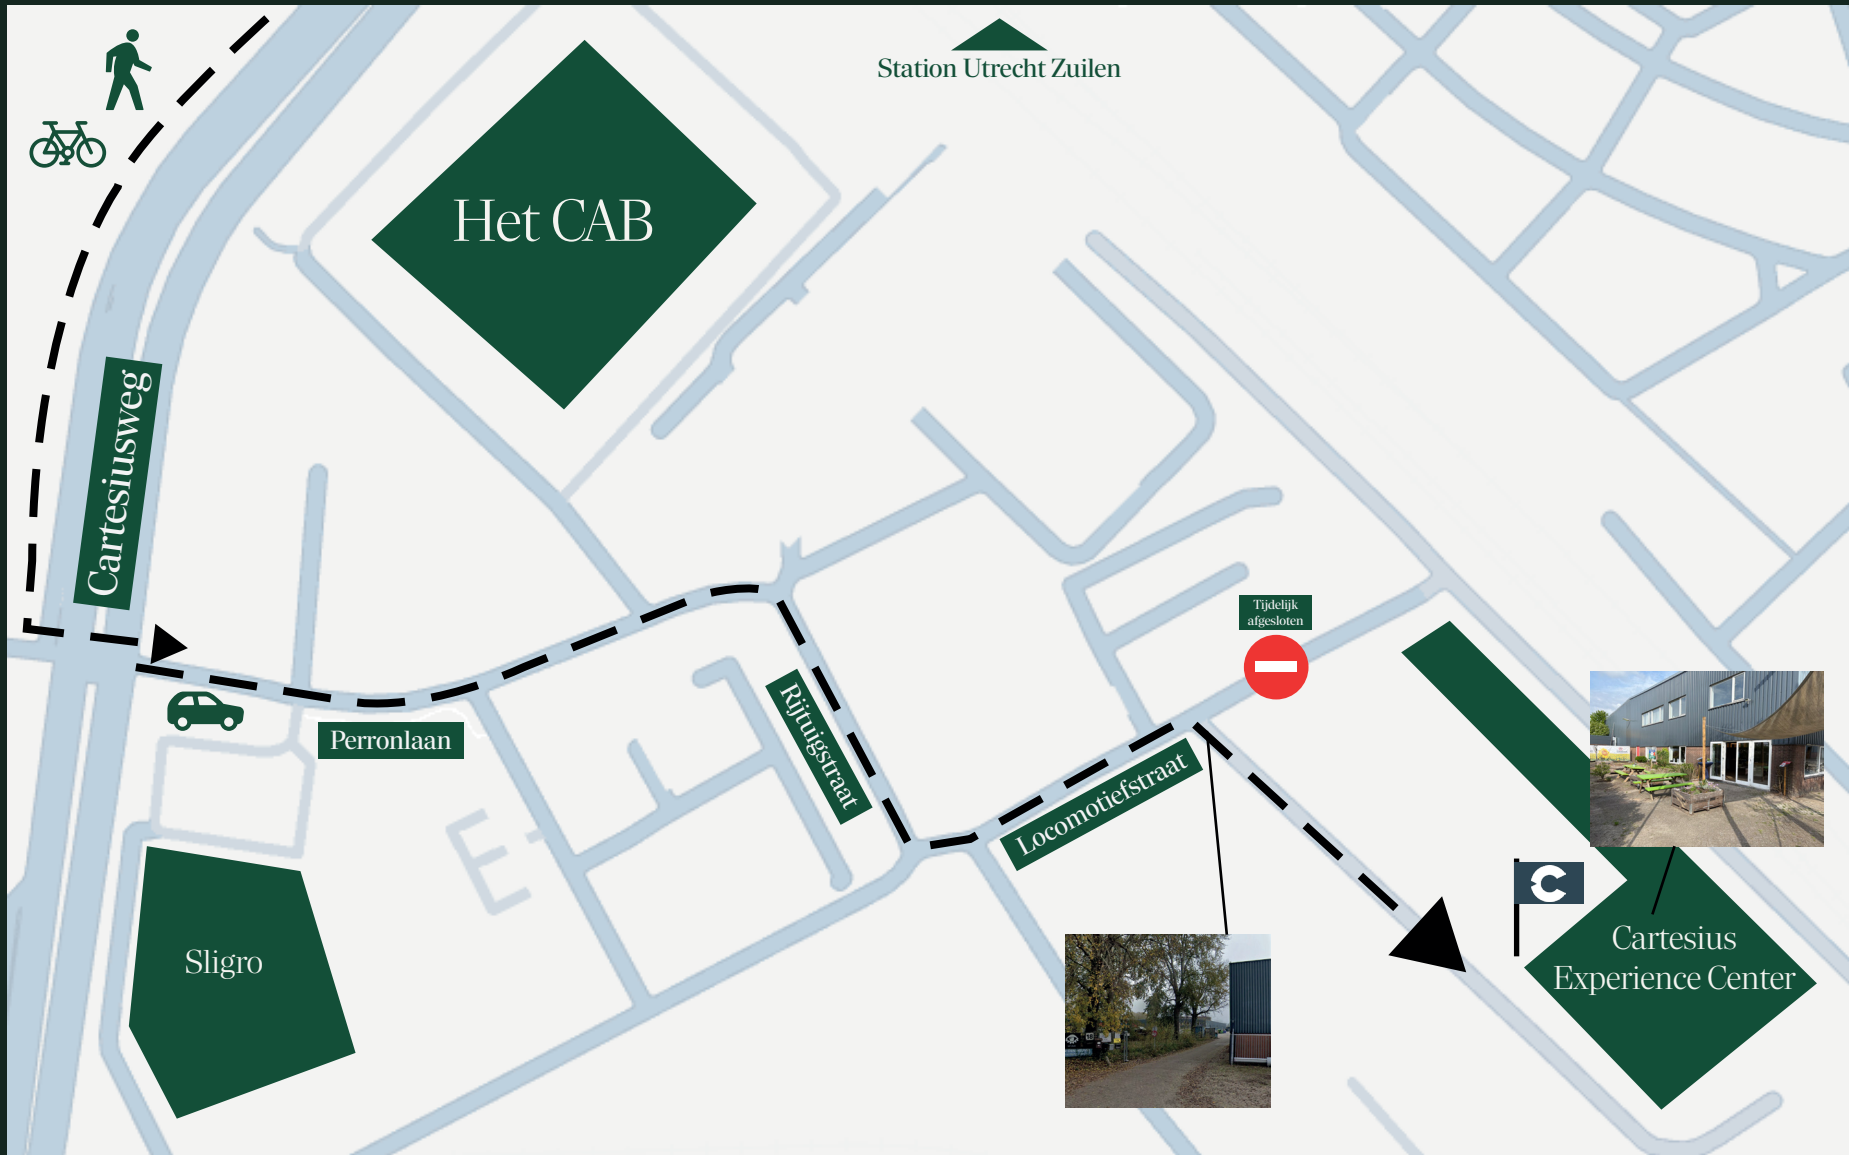 Station Utrecht Zuilen
Het CAB
Cartesiusweg
Tijdelijk
afgesloten
Perronlaan
Rijtuigstraat
Locomotiefstraat
C
Cartesius
Experience Center
Sligro